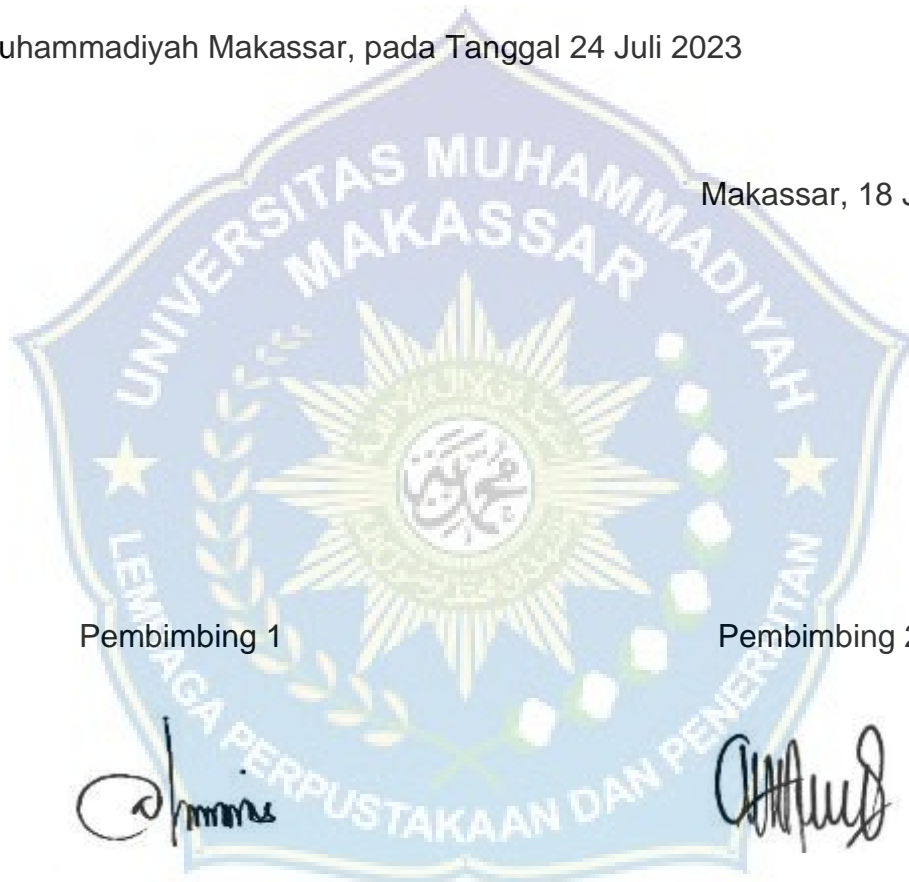 uhammadiyah Makassar, pada Tanggal 24 Juli 2023
Makassar, 18 J
UNIVERSITAS MUHAMMADIYAH
MAKASSAR
Pembimbing 1
Pembimbing 2
LEMBAGA PERPUSTAKAAN DAN PENERBITAN